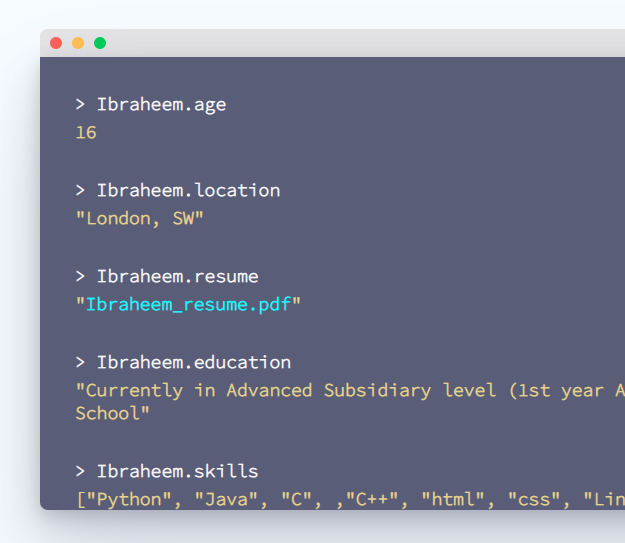 > Ibraheem.age
16
> Ibraheem.location
"London, SW"
> Ibraheem.resume
"Ibraheem_resume.pdf"
> Ibraheem.education
"Currently in Advanced Subsidiary level (1st year A
School"
> Ibraheem.skills
["Python", "Java", "C", ,"C++", "html", "css", "Lin